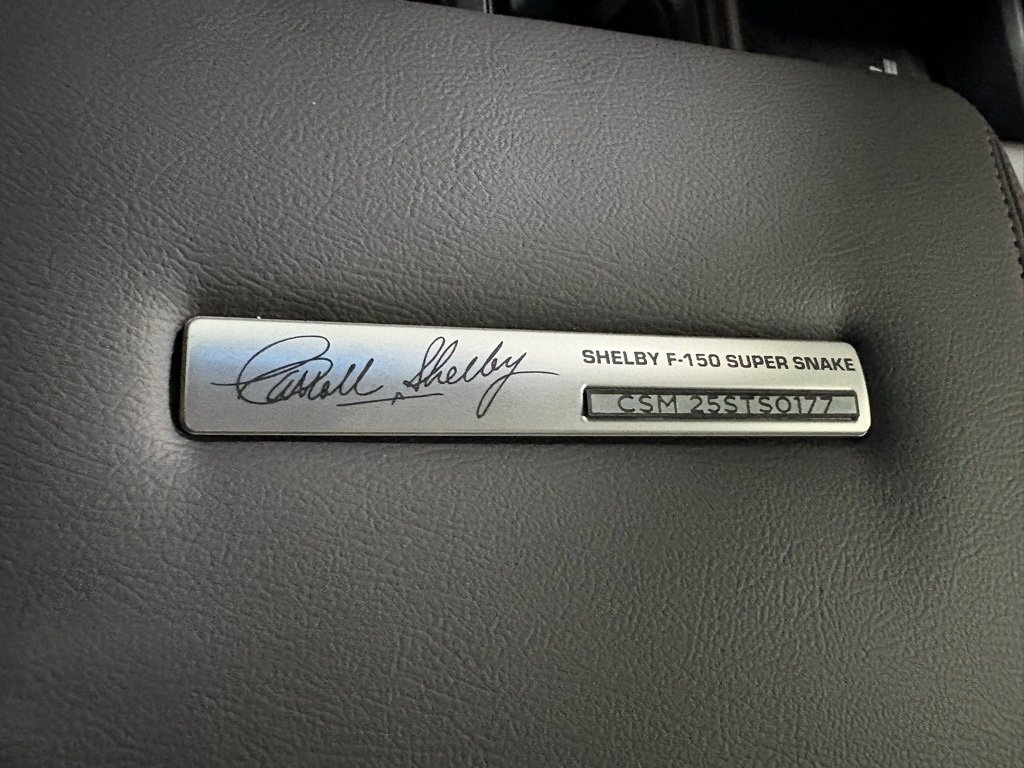 Carroll Shelby
SHELBY F-150 SUPER SNAKE
CSM 25STS0177